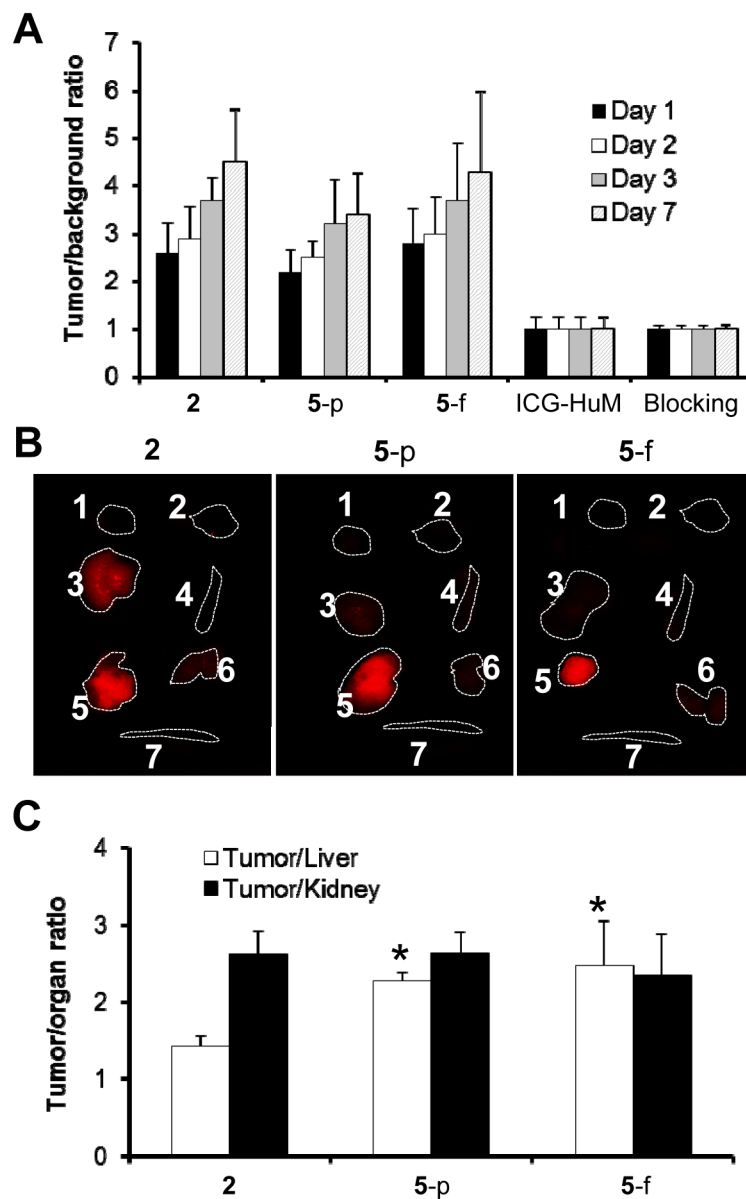 A
Tumor/background ratio
7
6
5
4
3
2
1
0
Day 1
Day 2
Day 3
Day 7
2 5-p 5-f ICG-HuM Blocking
B
2 5-p 5-f
1 2 1 2 1 2
3 4 3 4 3 4
5 6 5 6 5 6
7 7 7
C
Tumor/organ ratio
4
3
2
1
0
Tumor/Liver
Tumor/Kidney
* *
2 5-p 5-f